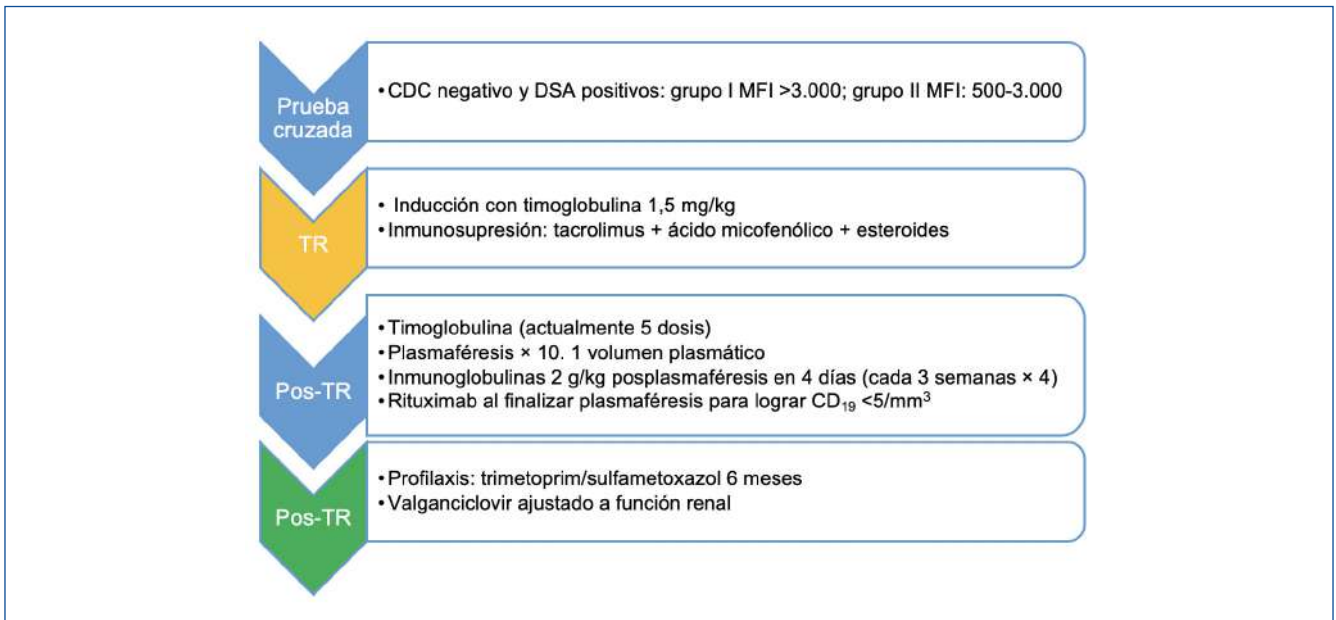 Prueba
cruzada
•CDC negativo y DSA positivos: grupo I MFI >3.000; grupo II MFI: 500-3.000
TR
• Inducción con timoglobulina 1,5 mg/kg
• Inmunosupresión: tacrolimus + ácido micofenólico + esteroides
Pos-TR
•Timoglobulina (actualmente 5 dosis)
•Plasmaféresis × 10. 1 volumen plasmático
•Inmunoglobulinas 2 g/kg posplasmaféresis en 4 días (cada 3 semanas × 4)
•Rituximab al finalizar plasmaféresis para lograr CD₁₉ <5/mm³
Pos-TR
•Profilaxis: trimetoprim/sulfametoxazol 6 meses
•Valganciclovir ajustado a función renal